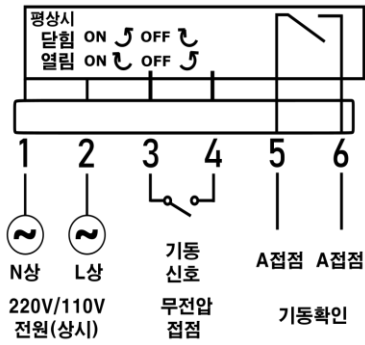 평상시
닫힘 ON OFF
열림 ON OFF
1 2 3 4 5 6
N상 L상 기동 신호 A접점 A접점
220V/110V 전원(상시) 무전압 접점 기동확인